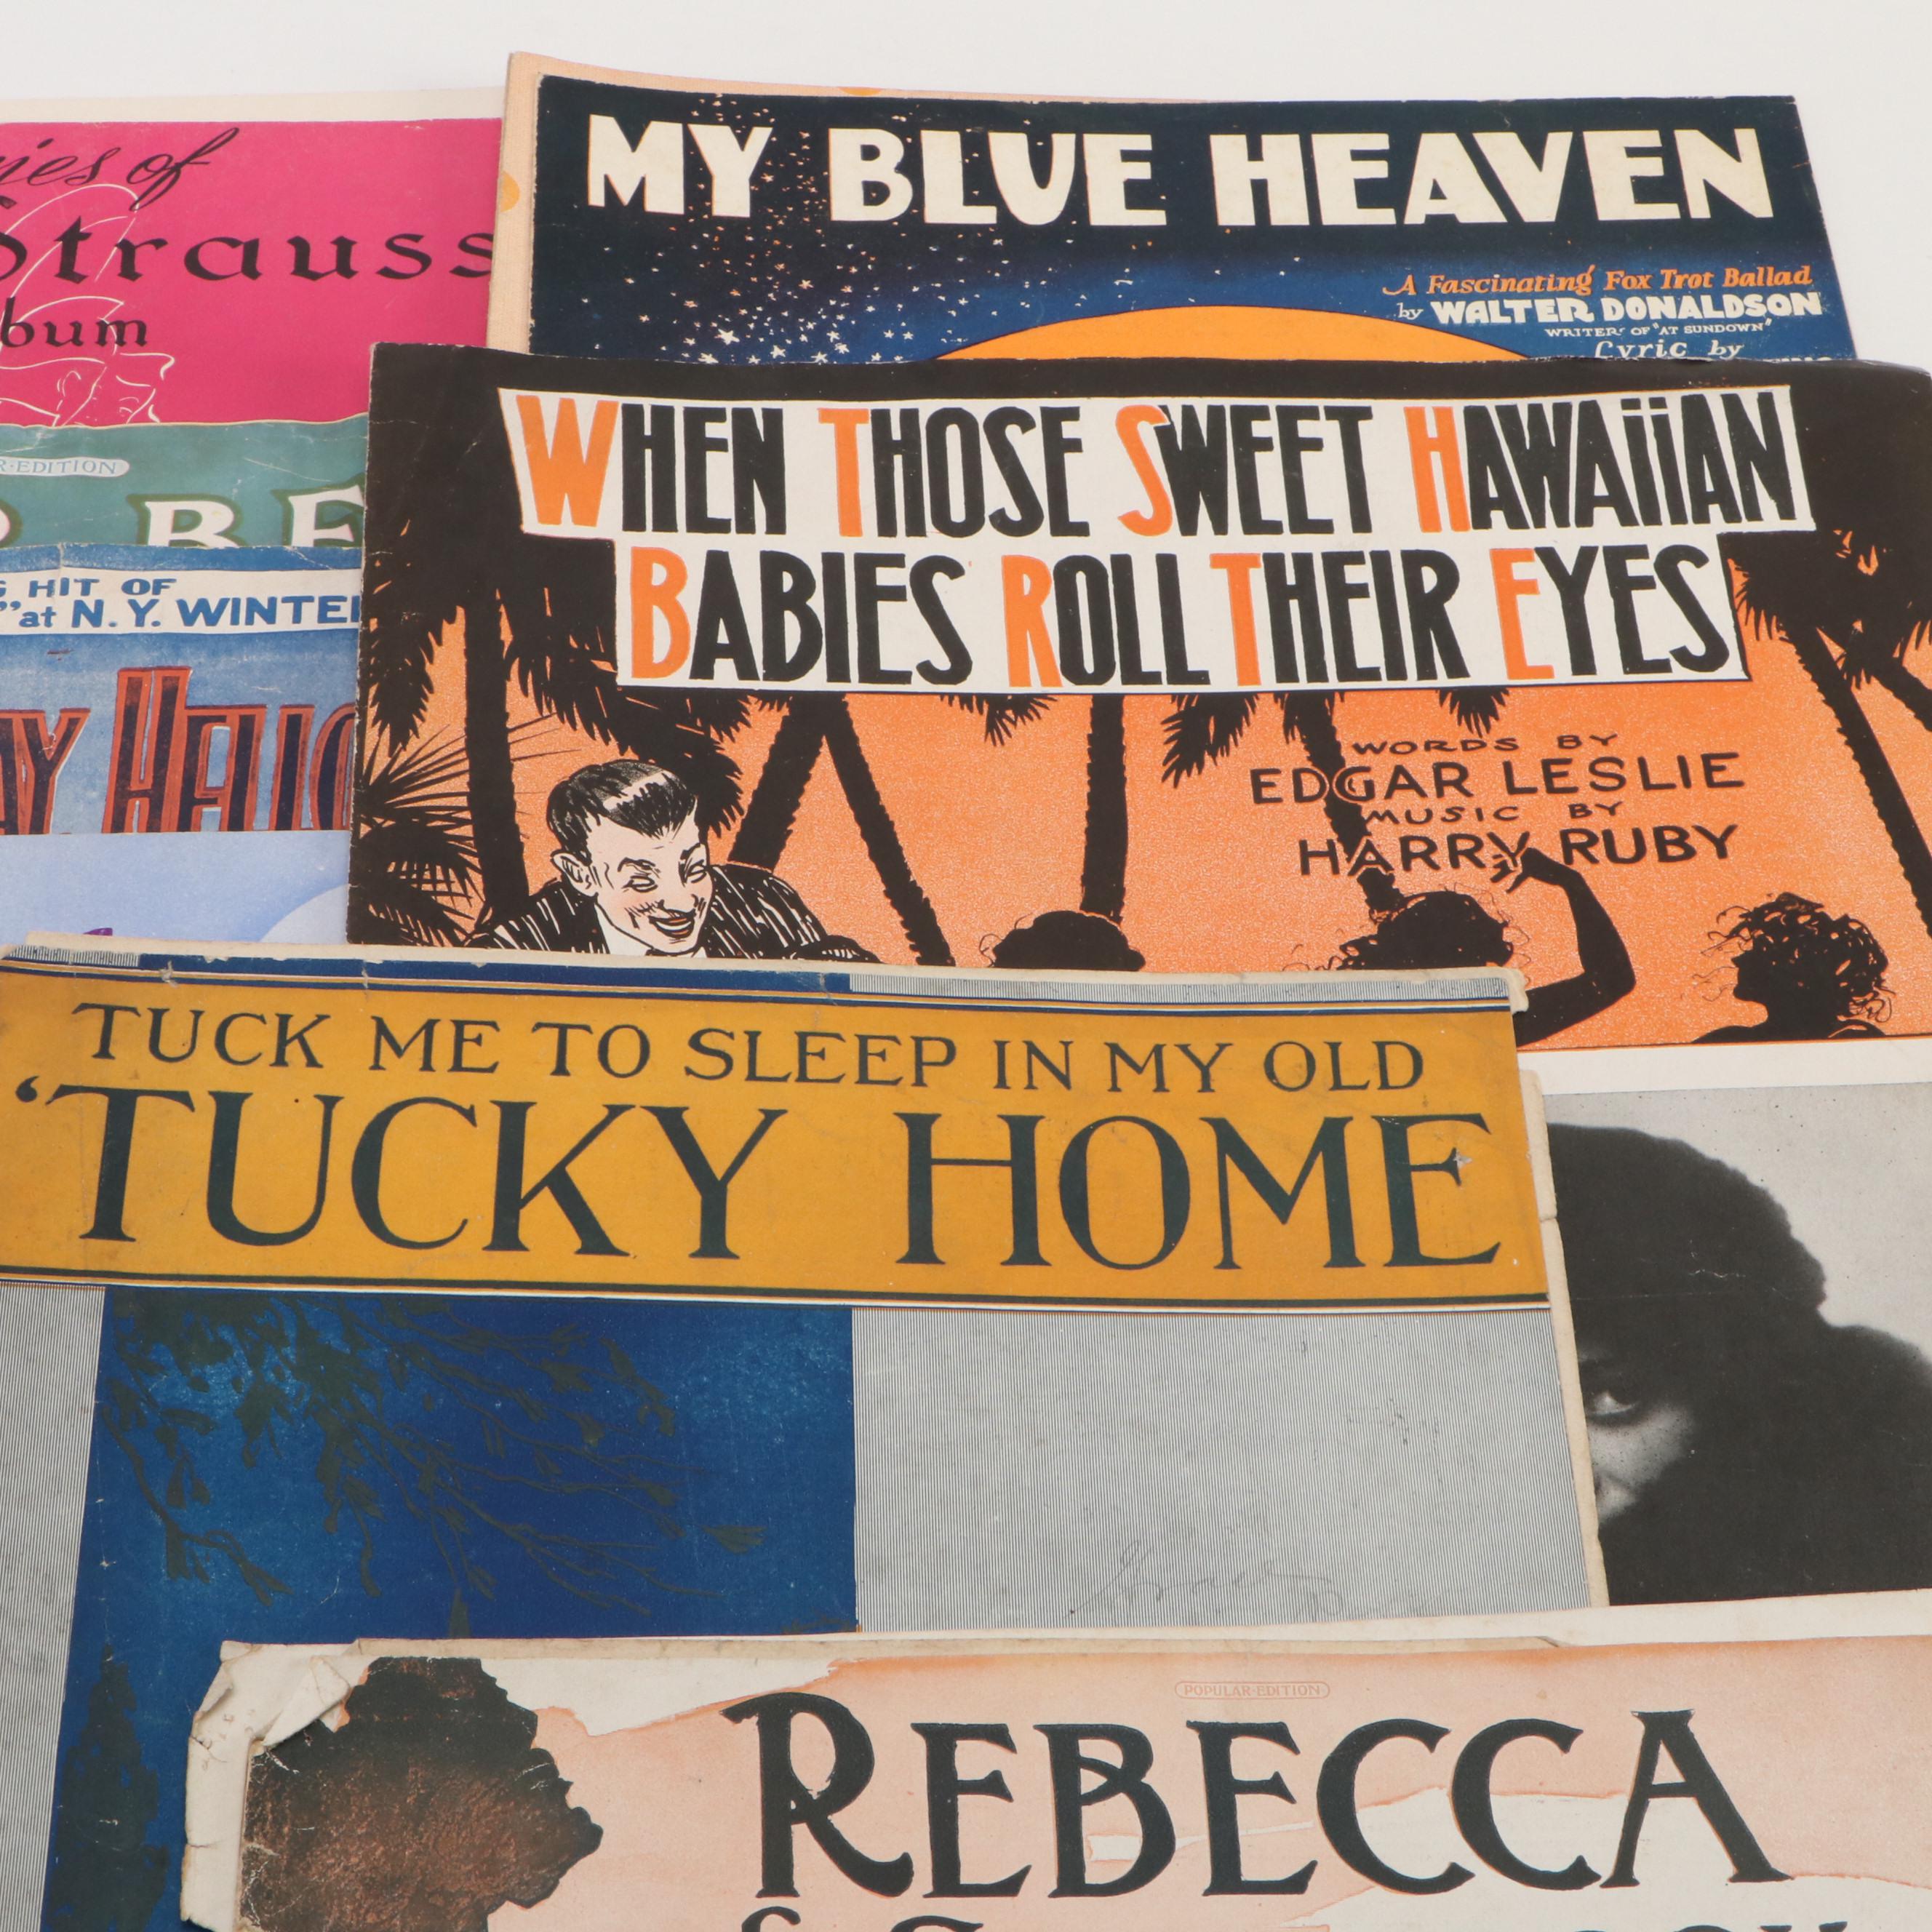 of
Strauss
MY BLUE HEAVEN
A Fascinating Fox Trot Ballad
by WALTER DONALDSON
WRITER OF "AT SUNDOWN"
Lyric by
EDITION
HIT OF
" at N.Y.
WHEN THOSE SWEET HAWAiiAN
BABIES ROLL THEIR EYES
WORDS BY
EDGAR LESLIE
MUSIC BY
HARRY RUBY
TUCK ME TO SLEEP IN MY OLD
'TUCKY HOME
POPULAR·EDITION
REBECCA